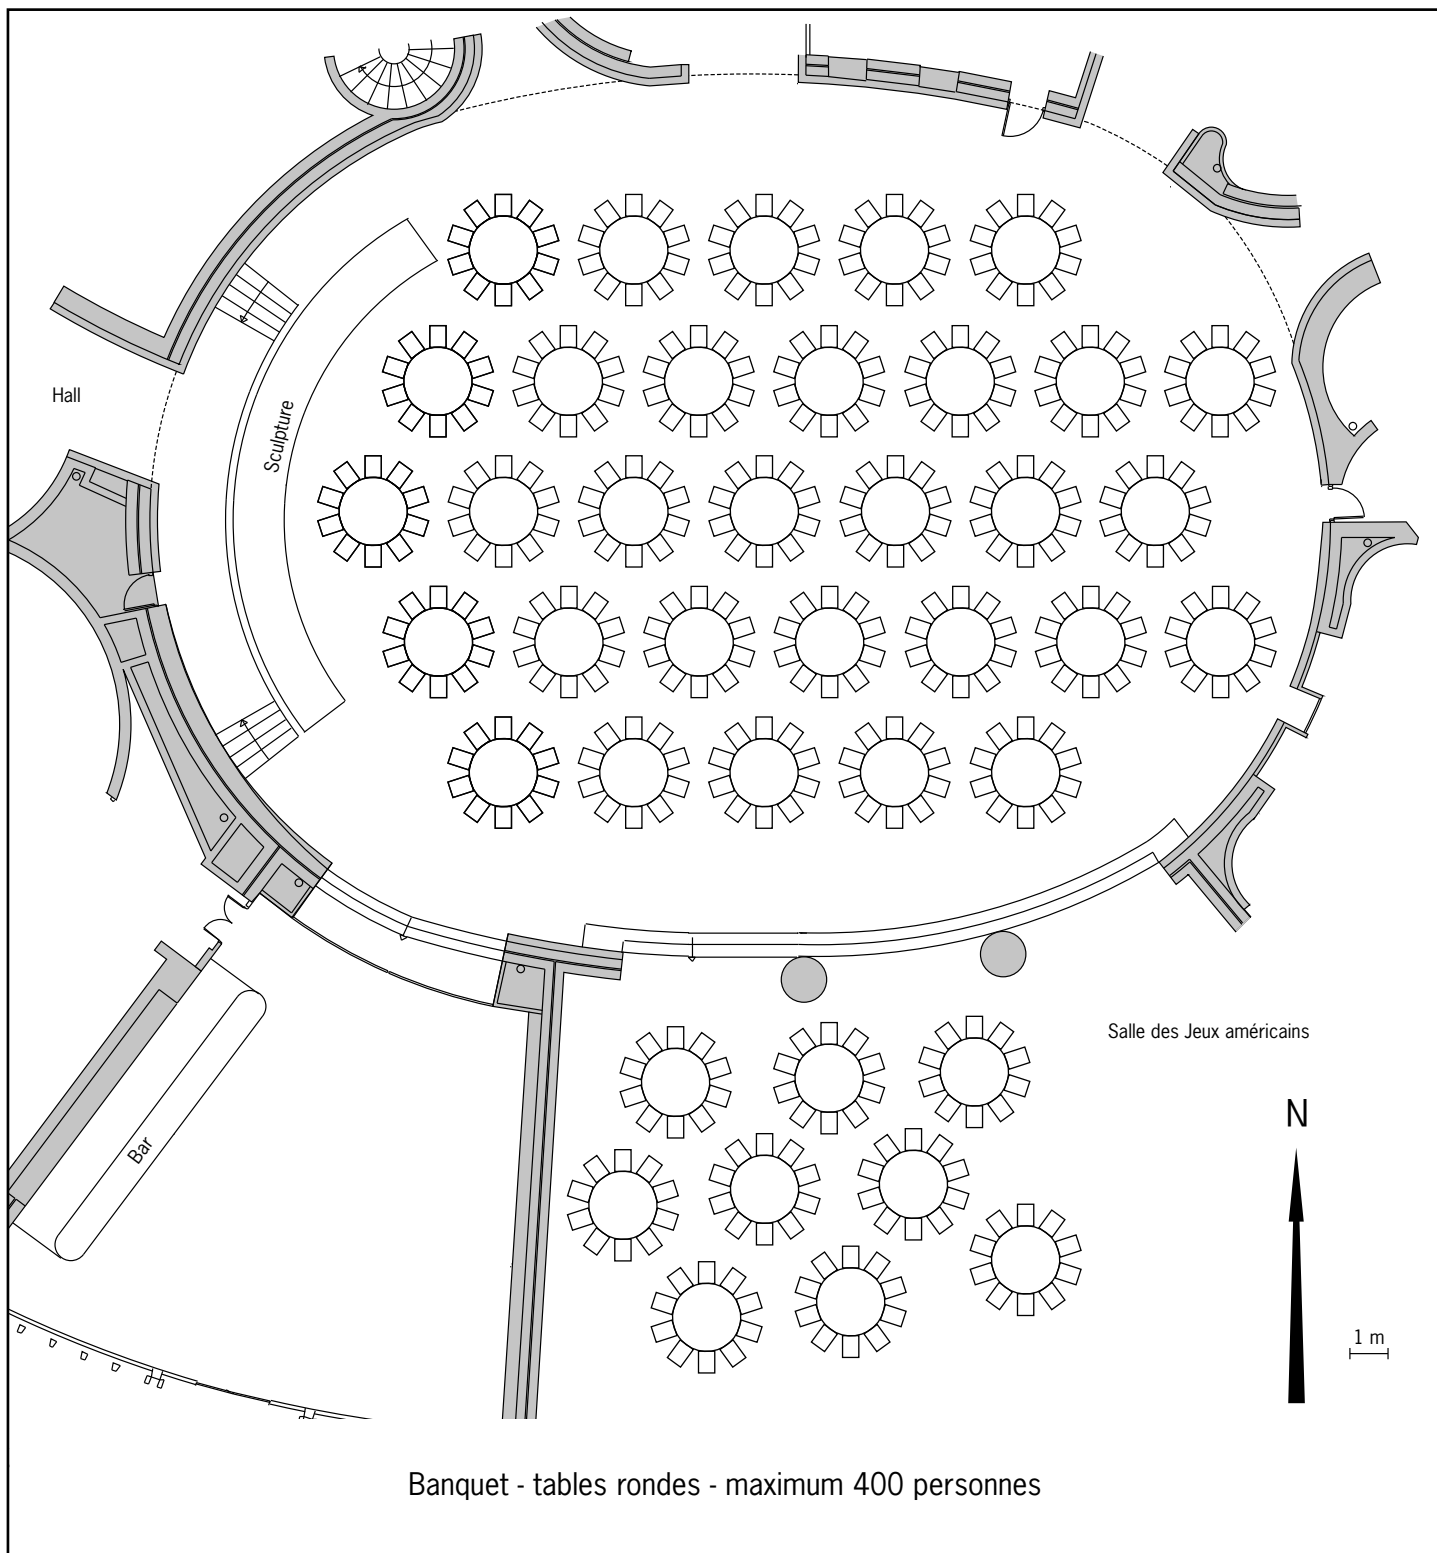 Hall
Sculpture
Salle des Jeux américains
N
Bar
1 m
Banquet - tables rondes - maximum 400 personnes